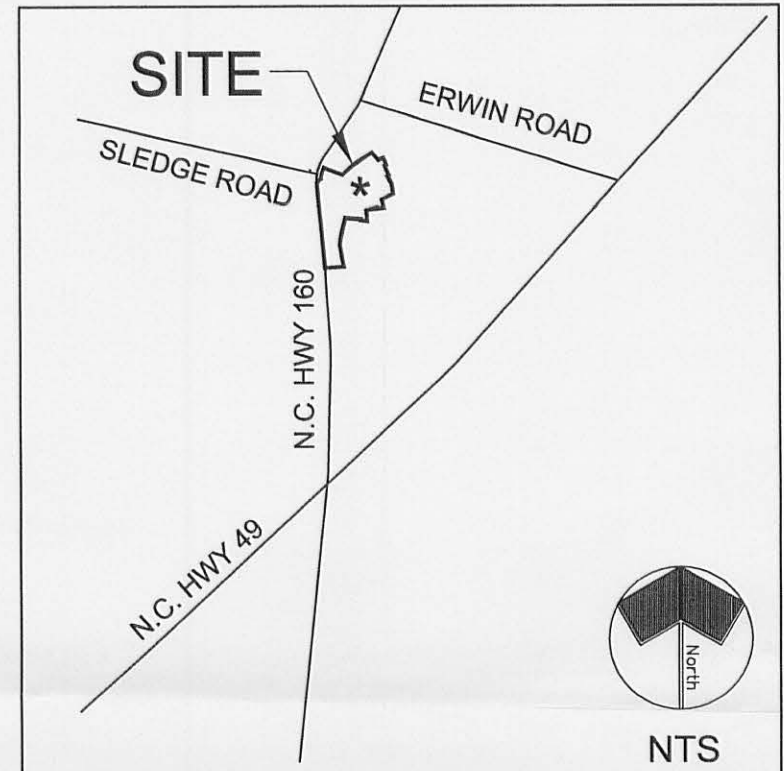 SITE
ERWIN ROAD
SLEDGE ROAD
*
N.C. HWY 160
N.C. HWY 49
North
NTS